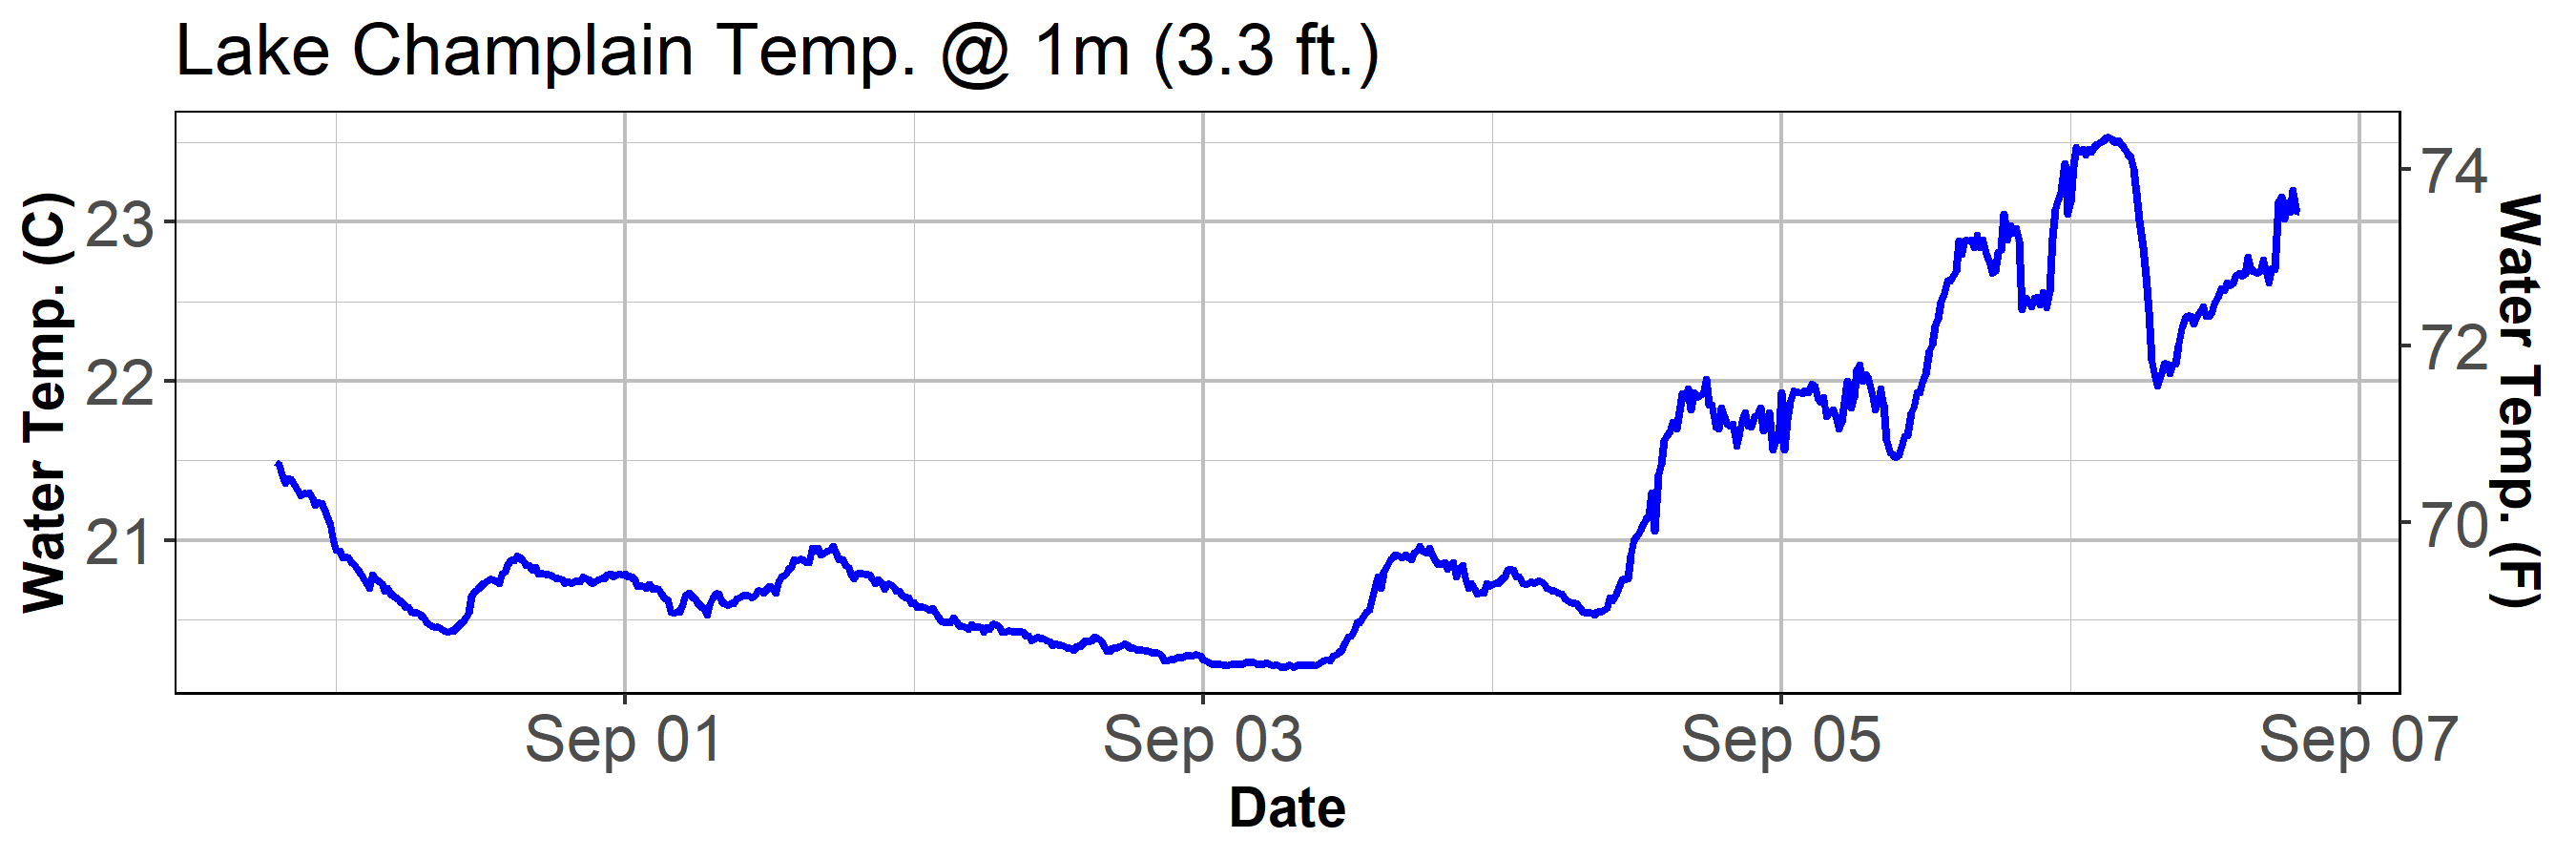 Lake Champlain Temp. @ 1m (3.3 ft.)
Water Temp. (C)
23
22
21
74
72
70
Water Temp. (F)
Sep 01 Sep 03 Sep 05 Sep 07
Date